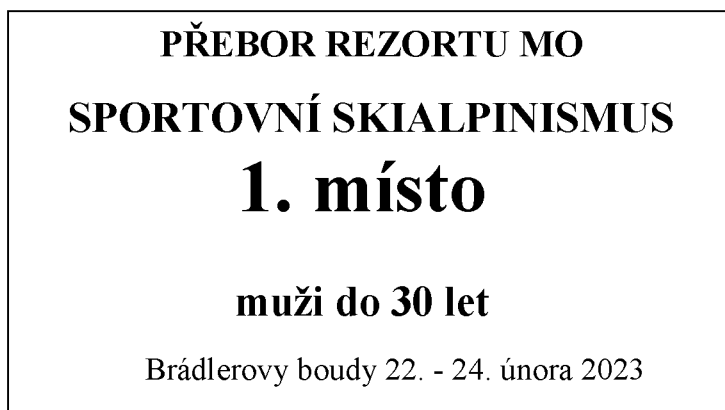 PŘEBOR REZORTU MO
SPORTOVNÍ SKIALPINISMUS
1. místo
muži do 30 let
Brádlerovy boudy 22. - 24. února 2023